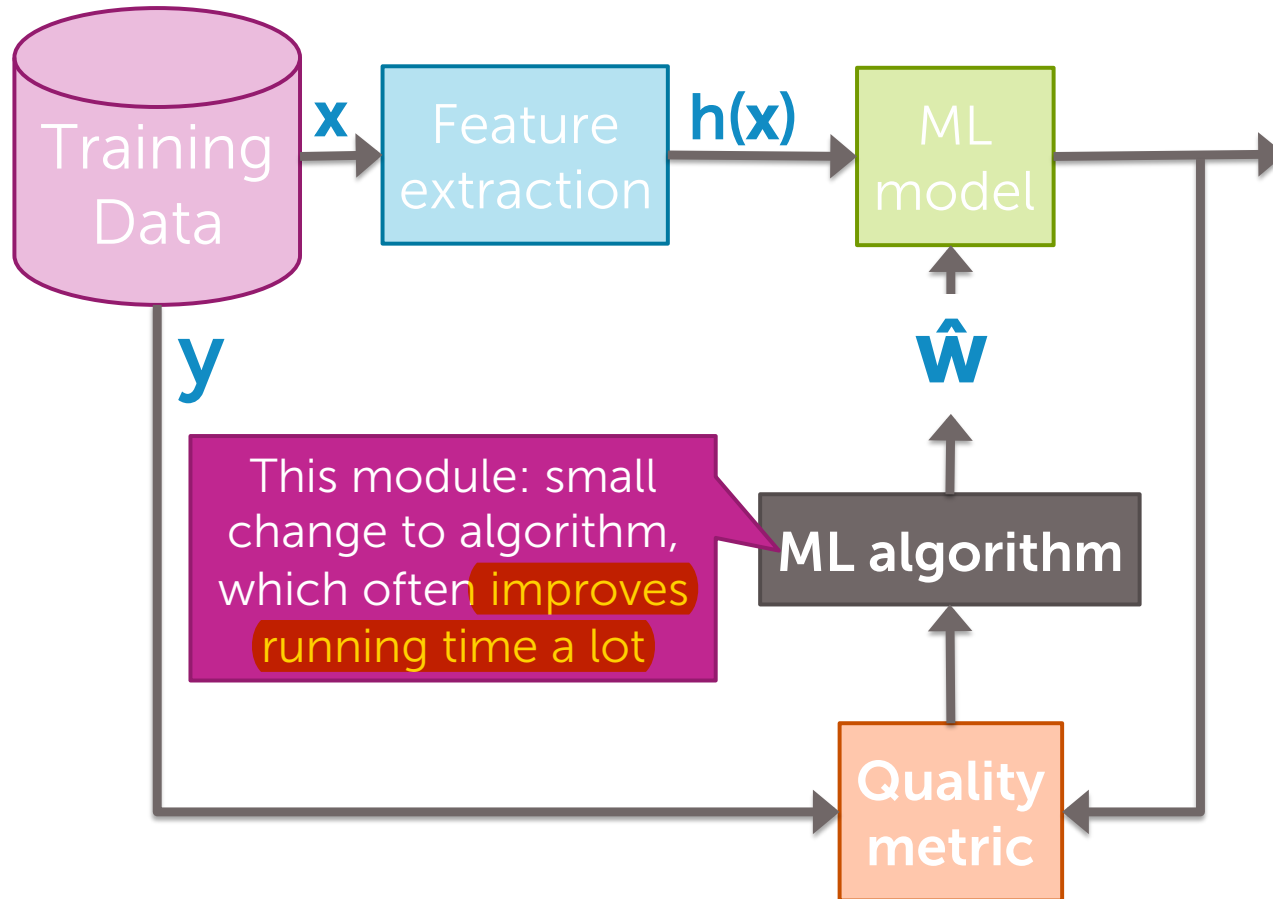 Training
Data
x
Feature
extraction
h(x)
ML
model
y
ŵ
This module: small
change to algorithm,
which often improves
running time a lot
ML algorithm
Quality
metric